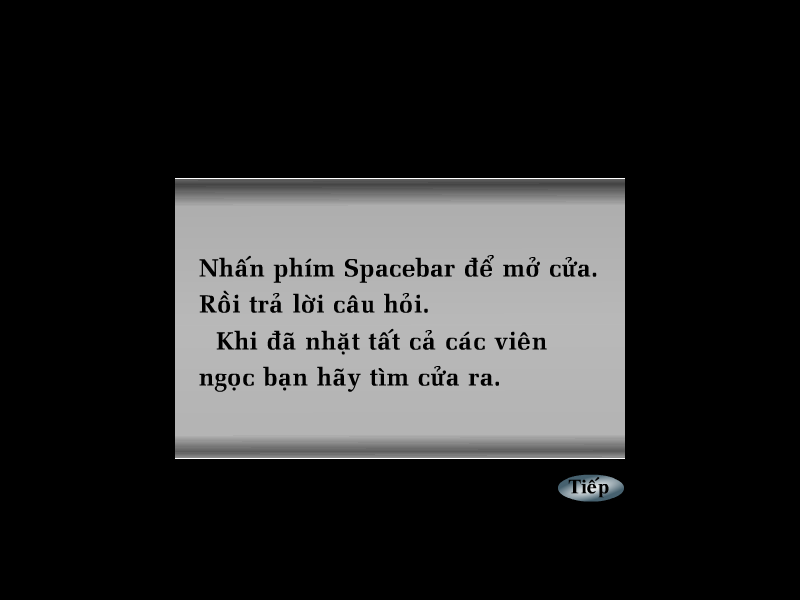 Nhấn phím Spacebar để mở cửa.
Rồi trả lời câu hỏi.
Khi đã nhặt tất cả các viên
ngọc bạn hãy tìm cửa ra.
Tiếp